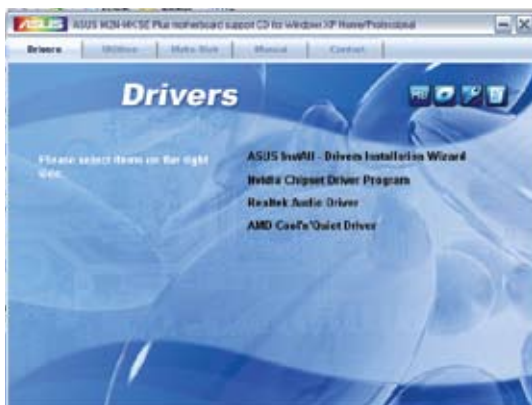 ASUS ASUS M2N-MX SE Plus motherboard support CD for Windows XP Home/Professional
Drivers Utilities Make Disk Manual Contact
Drivers
Please select items on the right side.
ASUS InstAll - Drivers Installation Wizard
Nvidia Chipset Driver Program
Realtek Audio Driver
AMD Cool'n'Quiet Driver